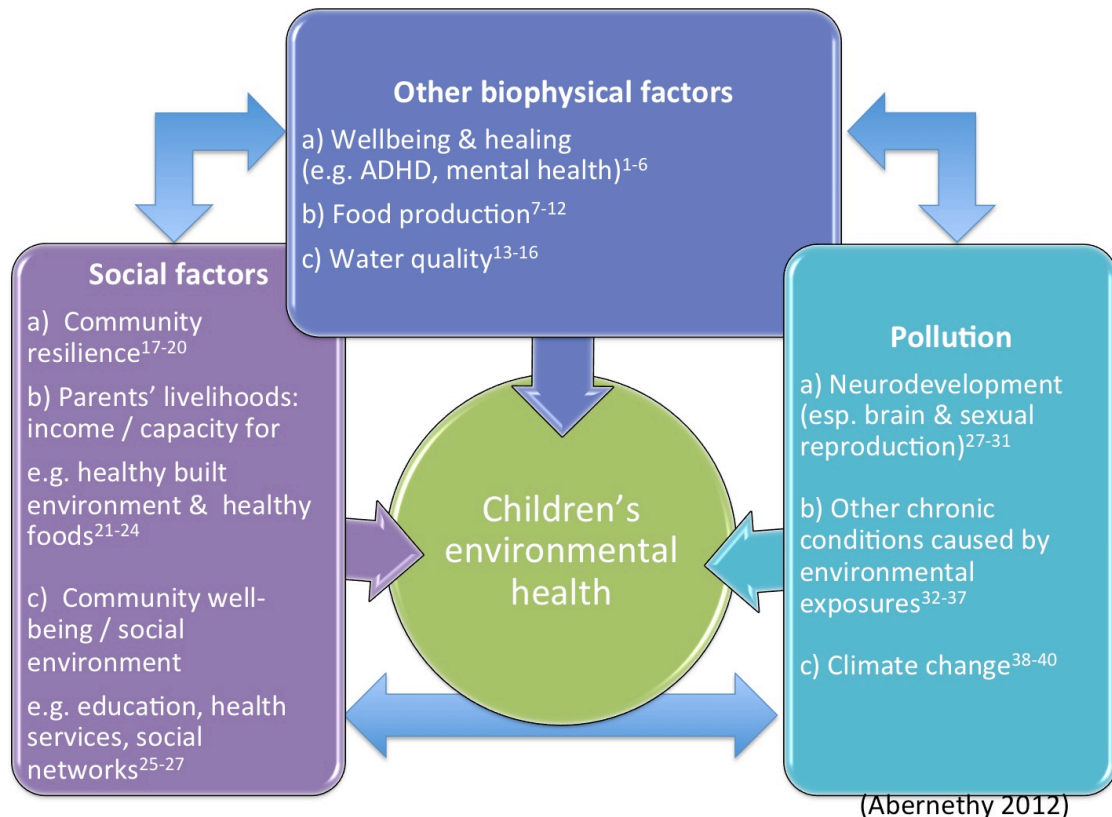 Other biophysical factors
a) Wellbeing & healing
(e.g. ADHD, mental health)1-6
b) Food production7-12
c) Water quality13-16
Social factors
a)  Community
resilience17-20
b) Parents’ livelihoods:
income / capacity for
e.g. healthy built
environment &  healthy
foods21-24
c)  Community well-
being / social
environment
e.g. education, health
services, social
networks25-27
Children’s
environmental
health
Pollution
a) Neurodevelopment
(esp. brain & sexual
reproduction)27-31
b) Other chronic
conditions caused by
environmental
exposures32-37
c) Climate change38-40
(Abernethy 2012)